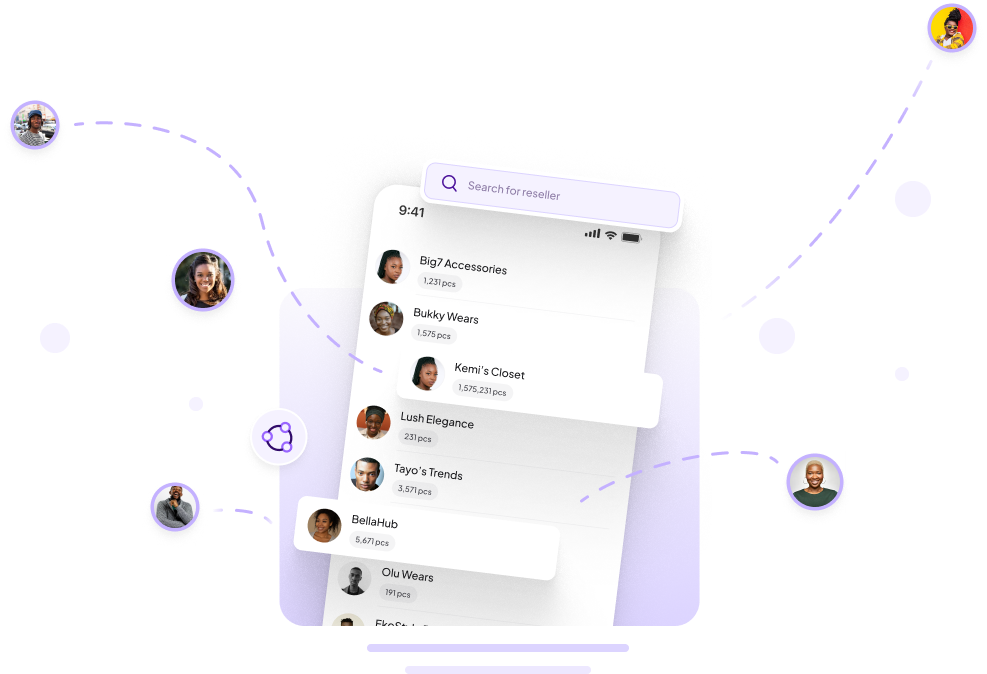 Search for reseller
9:41
Big7 Accessories
1,231 pcs
Bukky Wears
1,575 pcs
Kemi's Closet
1,575,231 pcs
Lush Elegance
231 pcs
Tayo's Trends
3,571 pcs
BellaHub
5,671 pcs
Olu Wears
191 pcs